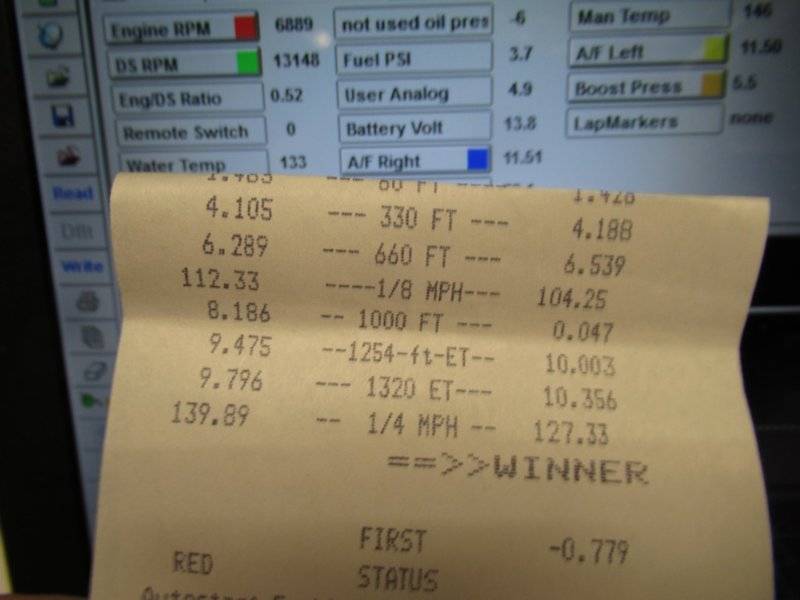 Engine RPM 6889 not used oil pres -6 Man Temp 146
DS RPM 13148 Fuel PSI 3.7 A/F Left 11.50
Eng/DS Ratio 0.52 User Analog 4.9 Boost Press 5.5
Remote Switch 0 Battery Volt 13.8 LapMarkers none
Water Temp 133 A/F Right 11.51
Read
Write
--- 60 FT ---
4.105 --- 330 FT --- 4.188
6.289 --- 660 FT --- 6.539
112.33 ----1/8 MPH--- 104.25
8.186 -- 1000 FT --- 0.047
9.475 --1254-ft-ET-- 10.003
9.796 --- 1320 ET--- 10.356
139.89 -- 1/4 MPH -- 127.33
==>>WINNER
FIRST -0.779
RED STATUS